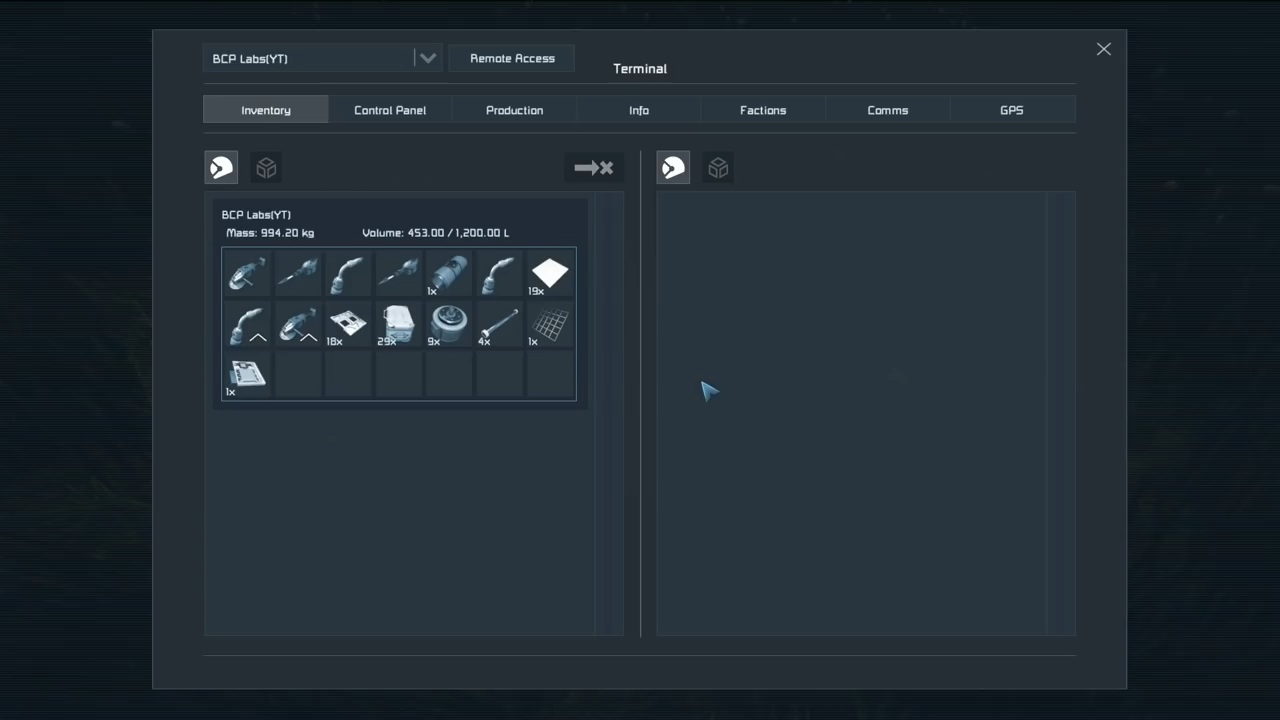 BCP Labs(YT)
Remote Access
Terminal
Inventory
Control Panel
Production
Info
Factions
Comms
GPS
BCP Labs(YT)
Mass: 994.20 kg
Volume: 453.00 / 1,200.00 L
1x
19x
18x
29x
9x
4x
1x
1x